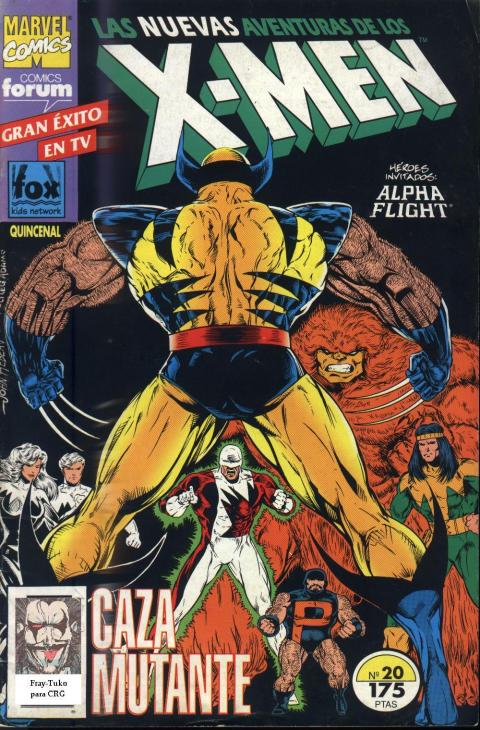 MARVEL
COMICS
COMICS
forum
GRAN ÉXITO
EN TV
fox
kids network
QUINCENAL
LAS NUEVAS AVENTURAS DE LOS
X-MEN™
HÉROES
INVITADOS:
ALPHA
FLIGHT
P
CAZA
MUTANTE
Fray-Tuko
para CRG
Nº 20
175
PTAS